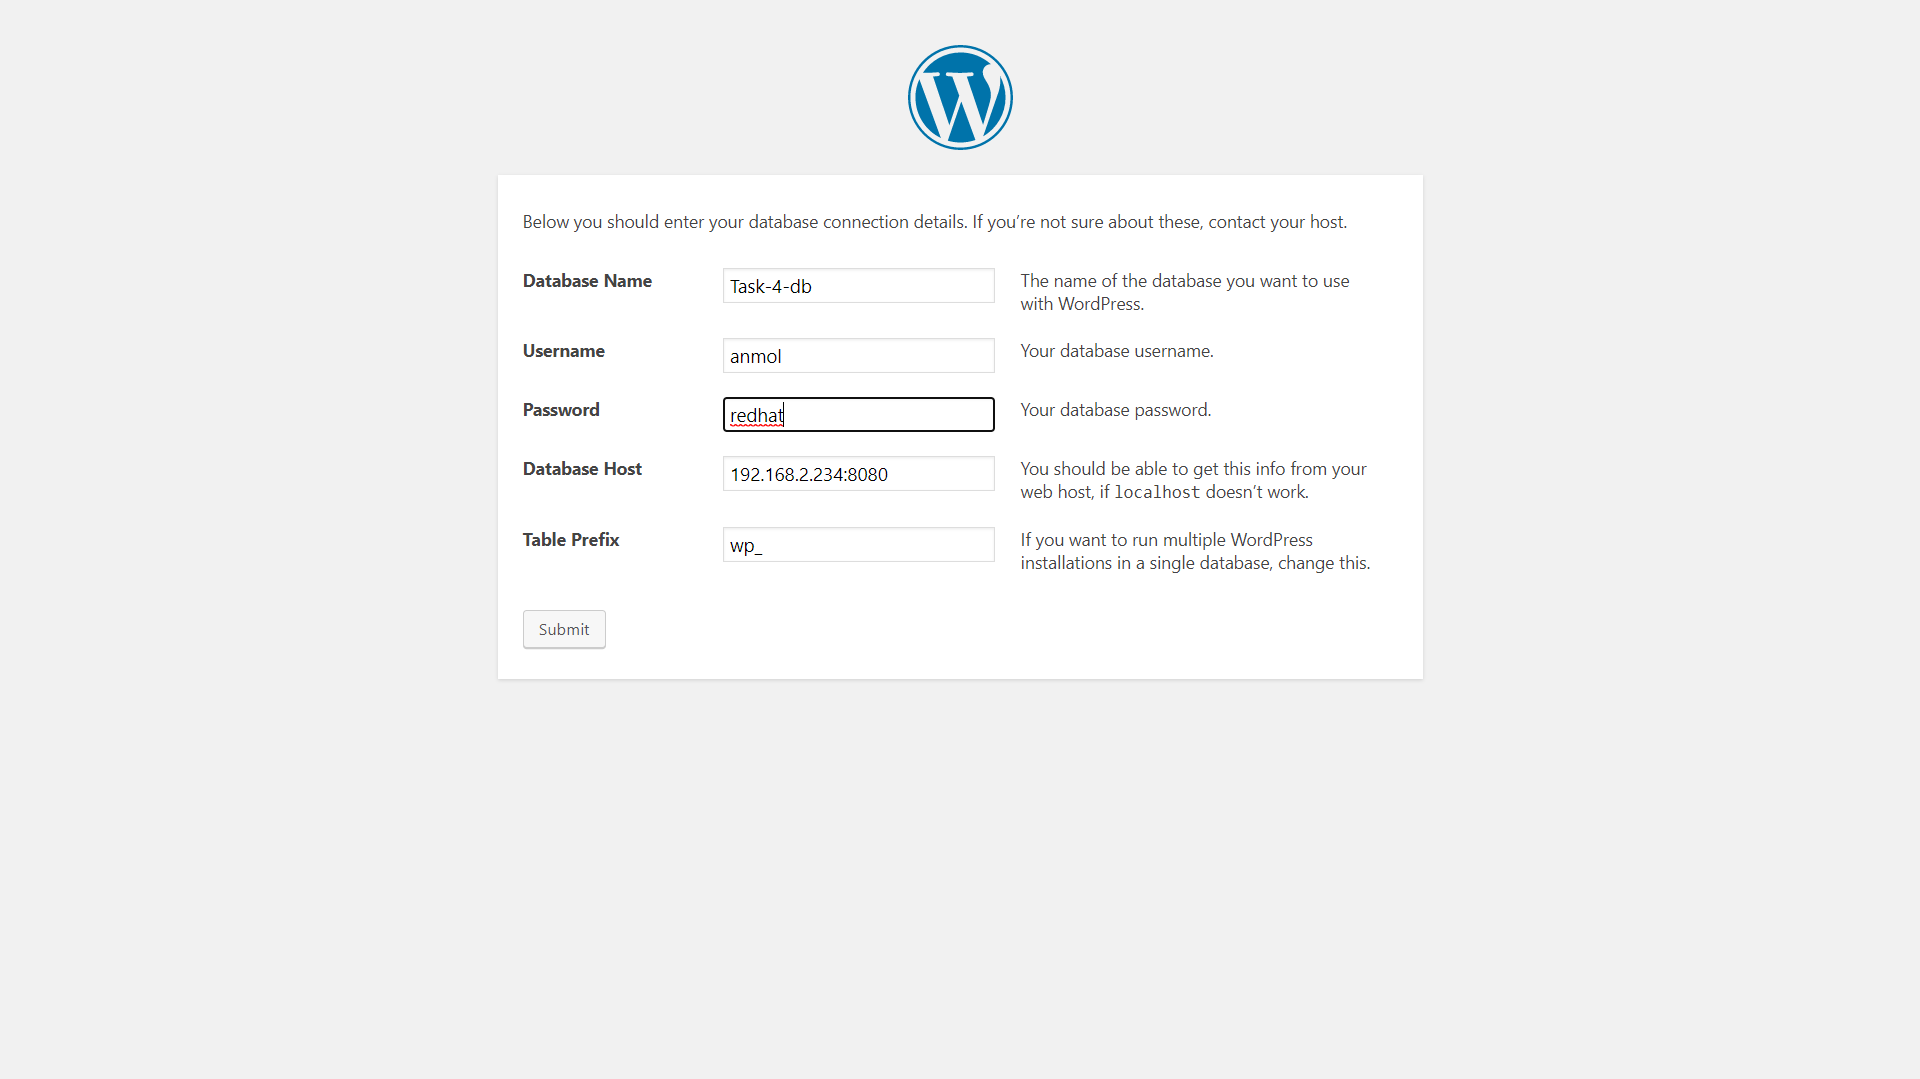 Below you should enter your database connection details. If you’re not sure about these, contact your host.
Database Name
Task-4-db
The name of the database you want to use
with WordPress.
Username
anmol
Your database username.
Password
redhat
Your database password.
Database Host
192.168.2.234:8080
You should be able to get this info from your
web host, if localhost doesn’t work.
Table Prefix
wp_
If you want to run multiple WordPress
installations in a single database, change this.
Submit